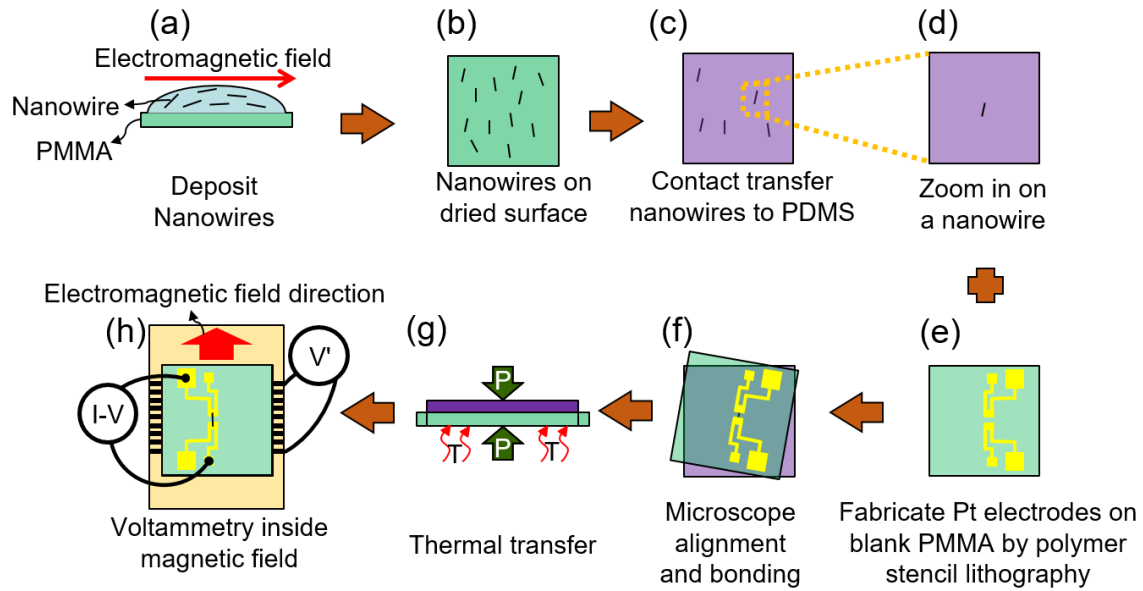 (a)
Electromagnetic field
Nanowire
PMMA
Deposit
Nanowires
(b)
Nanowires on
dried surface
(c)
Contact transfer
nanowires to PDMS
(d)
Zoom in on
a nanowire
(e)
Fabricate Pt electrodes on
blank PMMA by polymer
stencil lithography
(f)
Microscope
alignment
and bonding
(g)
P
P
T
T
Thermal transfer
Electromagnetic field direction
(h)
V'
I-V
Voltammetry inside
magnetic field